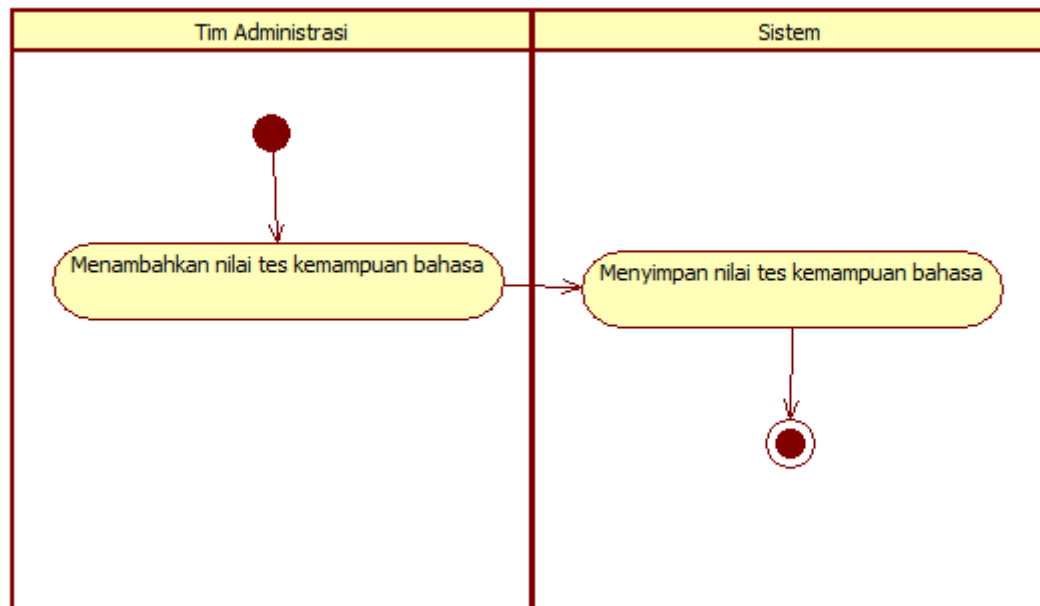 Tim Administrasi
Sistem
Menambahkan nilai tes kemampuan bahasa
Menyimpan nilai tes kemampuan bahasa